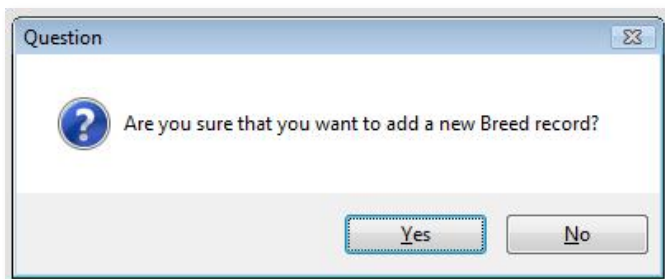 Question
Are you sure that you want to add a new Breed record?
Yes
No